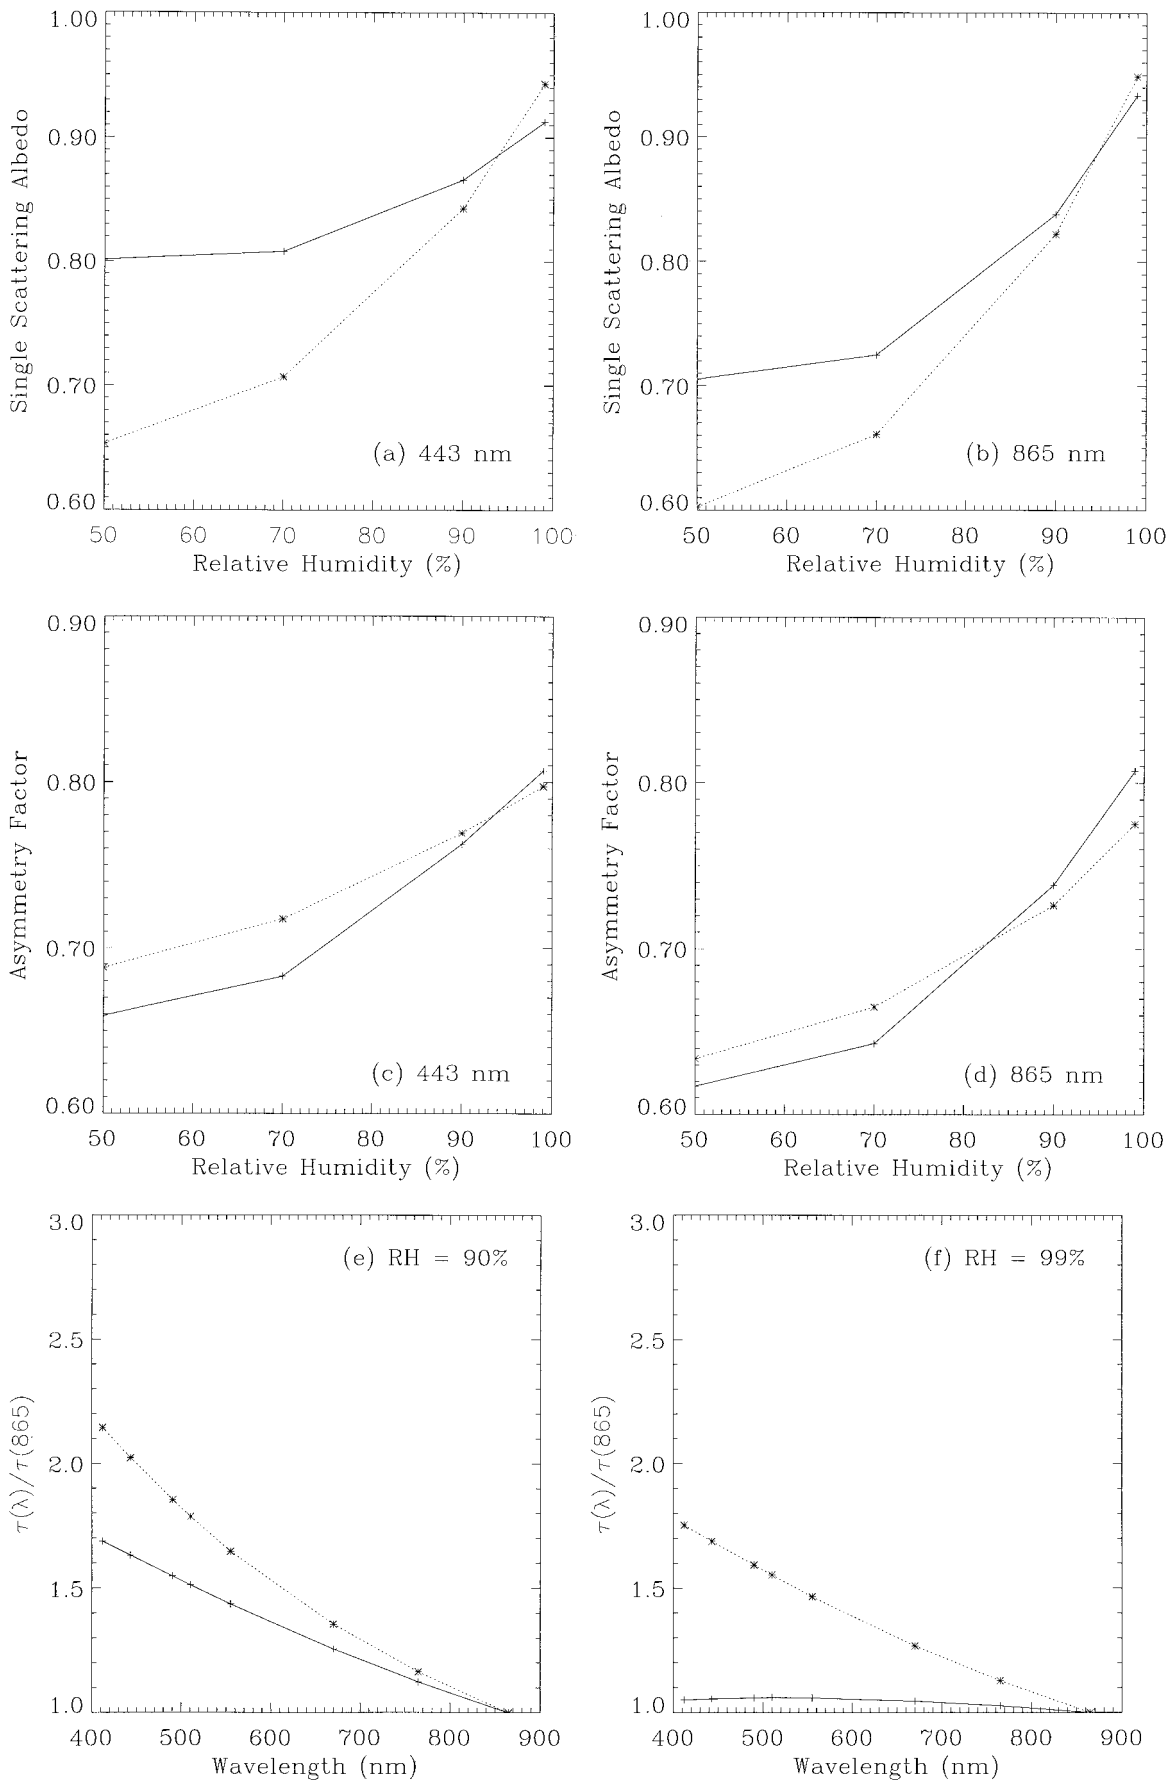 1.00
0.90
0.80
0.70
0.60
Single Scattering Albedo
(a) 443 nm
50 60 70 80 90 100
Relative Humidity (%)
1.00
0.90
0.80
0.70
0.60
Single Scattering Albedo
(b) 865 nm
50 60 70 80 90 100
Relative Humidity (%)
0.90
0.80
0.70
0.60
Asymmetry Factor
(c) 443 nm
50 60 70 80 90 100
Relative Humidity (%)
0.90
0.80
0.70
0.60
Asymmetry Factor
(d) 865 nm
50 60 70 80 90 100
Relative Humidity (%)
3.0
2.5
2.0
1.5
1.0
τ(λ)/τ(865)
(e) RH = 90%
400 500 600 700 800 900
Wavelength (nm)
3.0
2.5
2.0
1.5
1.0
τ(λ)/τ(865)
(f) RH = 99%
400 500 600 700 800 900
Wavelength (nm)